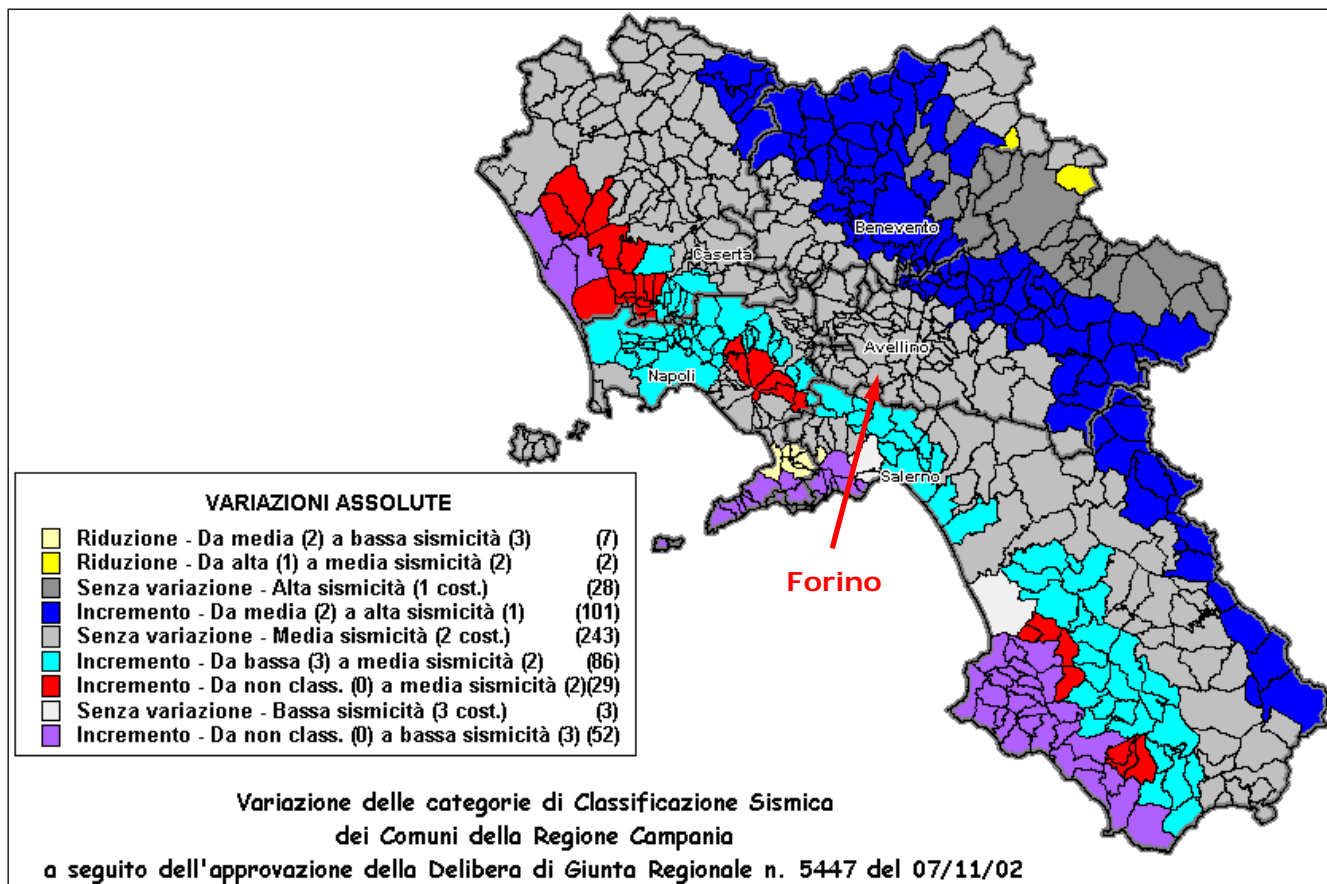 Benevento
Caserta
Avellino
Napoli
Salerno
Forino
VARIAZIONI ASSOLUTE
Riduzione - Da media (2) a bassa sismicità (3) (7)
Riduzione - Da alta (1) a media sismicità (2) (2)
Senza variazione - Alta sismicità (1 cost.) (28)
Incremento - Da media (2) a alta sismicità (1) (101)
Senza variazione - Media sismicità (2 cost.) (243)
Incremento - Da bassa (3) a media sismicità (2) (86)
Incremento - Da non class. (0) a media sismicità (2)(29)
Senza variazione - Bassa sismicità (3 cost.) (3)
Incremento - Da non class. (0) a bassa sismicità (3) (52)
Variazione delle categorie di Classificazione Sismica
dei Comuni della Regione Campania
a seguito dell'approvazione della Delibera di Giunta Regionale n. 5447 del 07/11/02